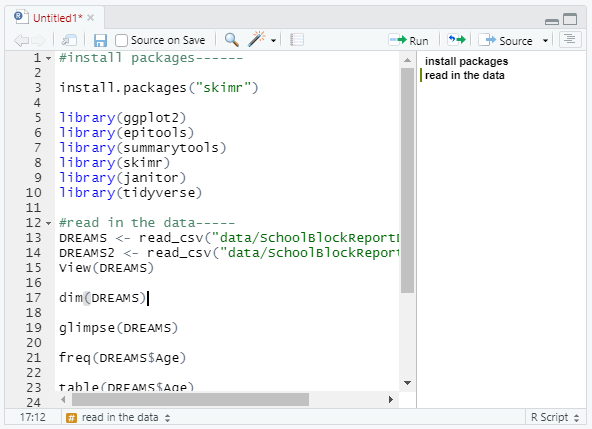 Untitled1*
Source on Save
Run
Source
1 #install packages------
2
3 install.packages("skimr")
4
5 library(ggplot2)
6 library(epitools)
7 library(summarytools)
8 library(skimr)
9 library(janitor)
10 library(tidyverse)
11
12 #read in the data-----
13 DREAMS <- read_csv("data/SchoolBlockReport
14 DREAMS2 <- read_csv("data/SchoolBlockReport
15 View(DREAMS)
16
17 dim(DREAMS)
18
19 glimpse(DREAMS)
20
21 freq(DREAMS$Age)
22
23 table(DREAMS$Age)
24
install packages
read in the data
17:12
# read in the data
R Script